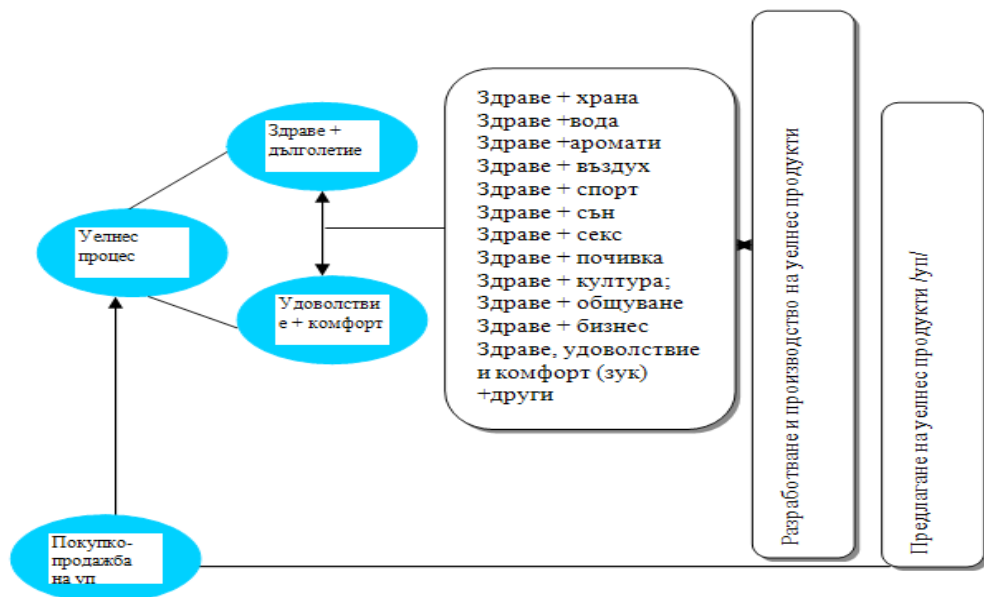 Здраве +
дълголетие
Уелнес
процес
Удоволстви
е + комфорт
Здраве + храна
Здраве +вода
Здраве +аромати
Здраве + въздух
Здраве + спорт
Здраве + сън
Здраве + секс
Здраве + почивка
Здраве + култура;
Здраве + общуване
Здраве + бизнес
Здраве, удоволствие
и комфорт (зук)
+други
Разработване и производство на уелнес продукти
Предлагане на уелнес продукти /уп/
Покупко-
продажба
на уп